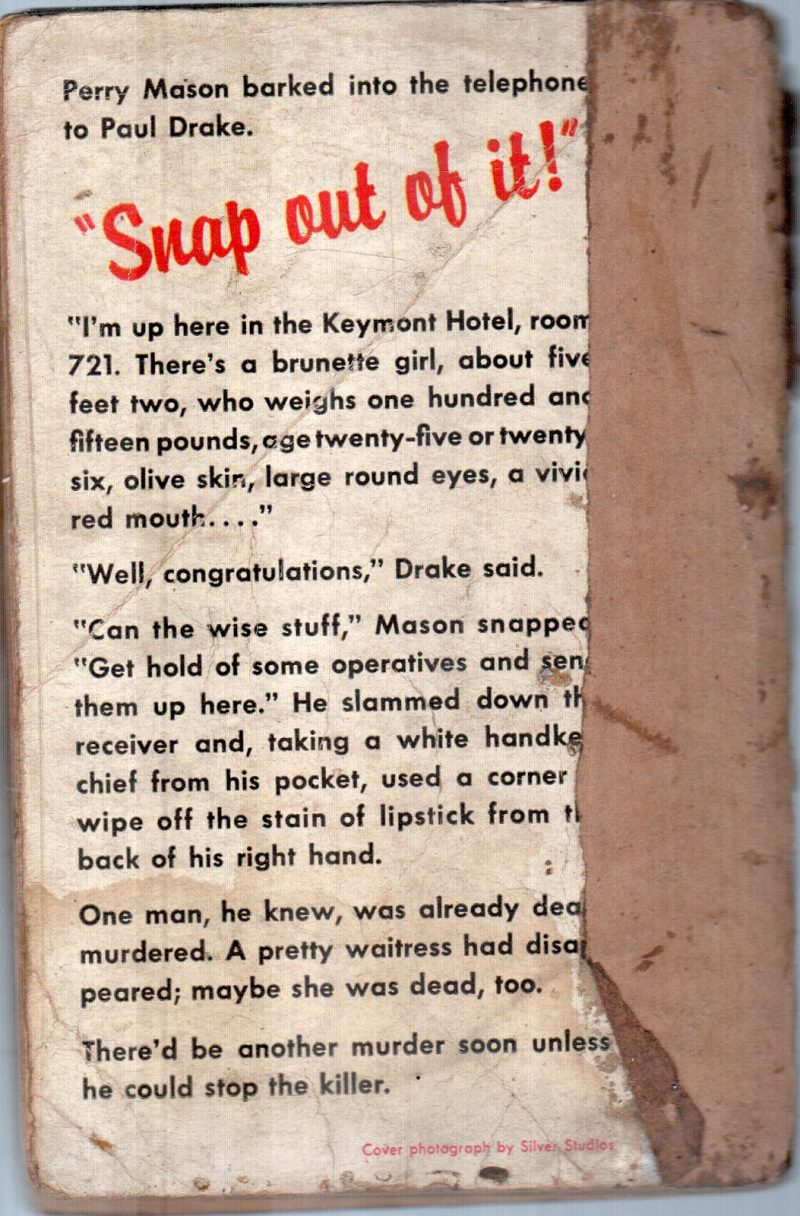 Perry Mason barked into the telephone
to Paul Drake.
"Snap out of it!"
"I'm up here in the Keymont Hotel, room
721. There's a brunette girl, about five
feet two, who weighs one hundred and
fifteen pounds, age twenty-five or twenty
six, olive skin, large round eyes, a vivi
red mouth...."
"Well, congratulations," Drake said.
"Can the wise stuff," Mason snapped
"Get hold of some operatives and sen
them up here." He slammed down th
receiver and, taking a white handke
chief from his pocket, used a corner
wipe off the stain of lipstick from t
back of his right hand.
One man, he knew, was already dea
murdered. A pretty waitress had disap
peared; maybe she was dead, too.
There'd be another murder soon unless
he could stop the killer.
Cover photograph by Silver Studios